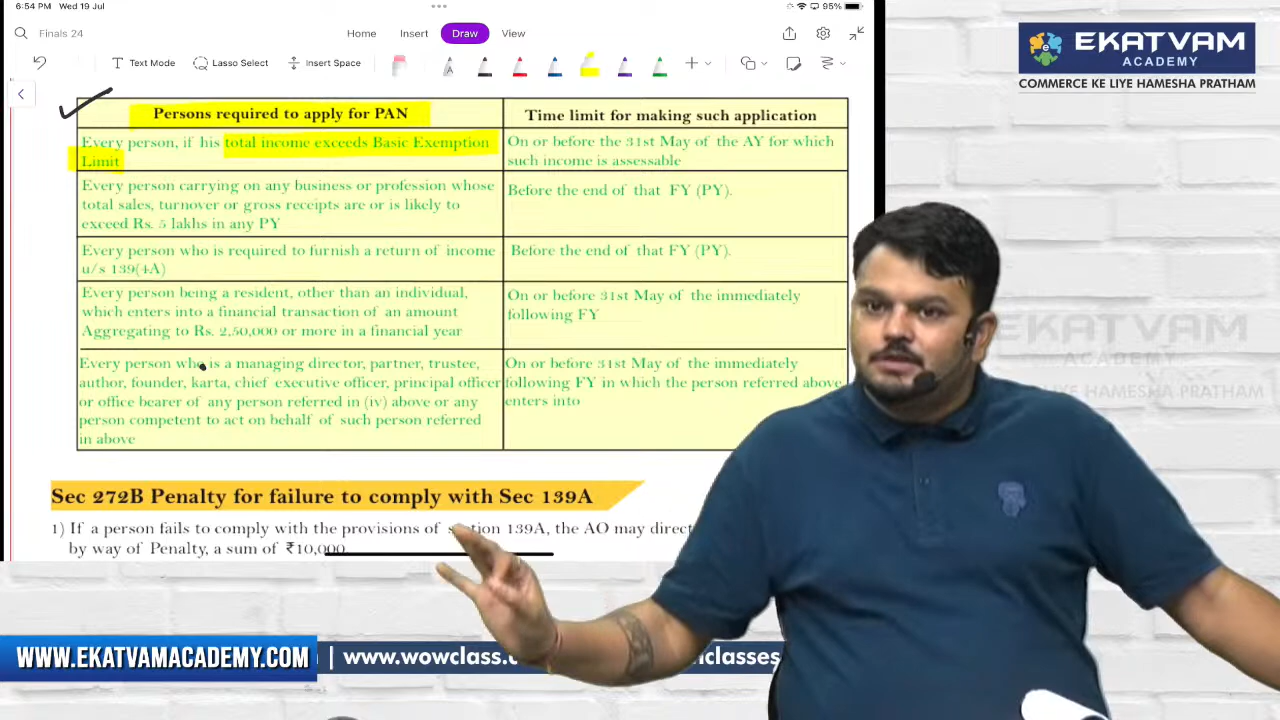 6:54 PM Wed 19 Jul
95%
Finals 24
Home Insert Draw View
Text Mode Lasso Select Insert Space
EKATVAM
ACADEMY
COMMERCE KE LIYE HAMESHA PRATHAM
Persons required to apply for PAN
Time limit for making such application
Every person, if his total income exceeds Basic Exemption
Limit
On or before the 31st May of the AY for which
such income is assessable
Every person carrying on any business or profession whose
total sales, turnover or gross receipts are or is likely to
exceed Rs. 5 lakhs in any PY
Before the end of that FY (PY).
Every person who is required to furnish a return of income
u/s 139(4A)
Before the end of that FY (PY).
Every person being a resident, other than an individual,
which enters into a financial transaction of an amount
Aggregating to Rs. 2,50,000 or more in a financial year
On or before 31st May of the immediately
following FY
Every person who is a managing director, partner, trustee,
author, founder, karta, chief executive officer, principal officer
or office bearer of any person referred in (iv) above or any
person competent to act on behalf of such person referred
in above
On or before 31st May of the immediately
following FY in which the person referred above
enters into
EKATVAM
LIYE HAMESHA PRATHAM
Sec 272B Penalty for failure to comply with Sec 139A
1) If a person fails to comply with the provisions of section 139A, the AO may direct
by way of Penalty, a sum of ₹10,000.
WWW.EKATVAMACADEMY.COM
| www.wowclass.